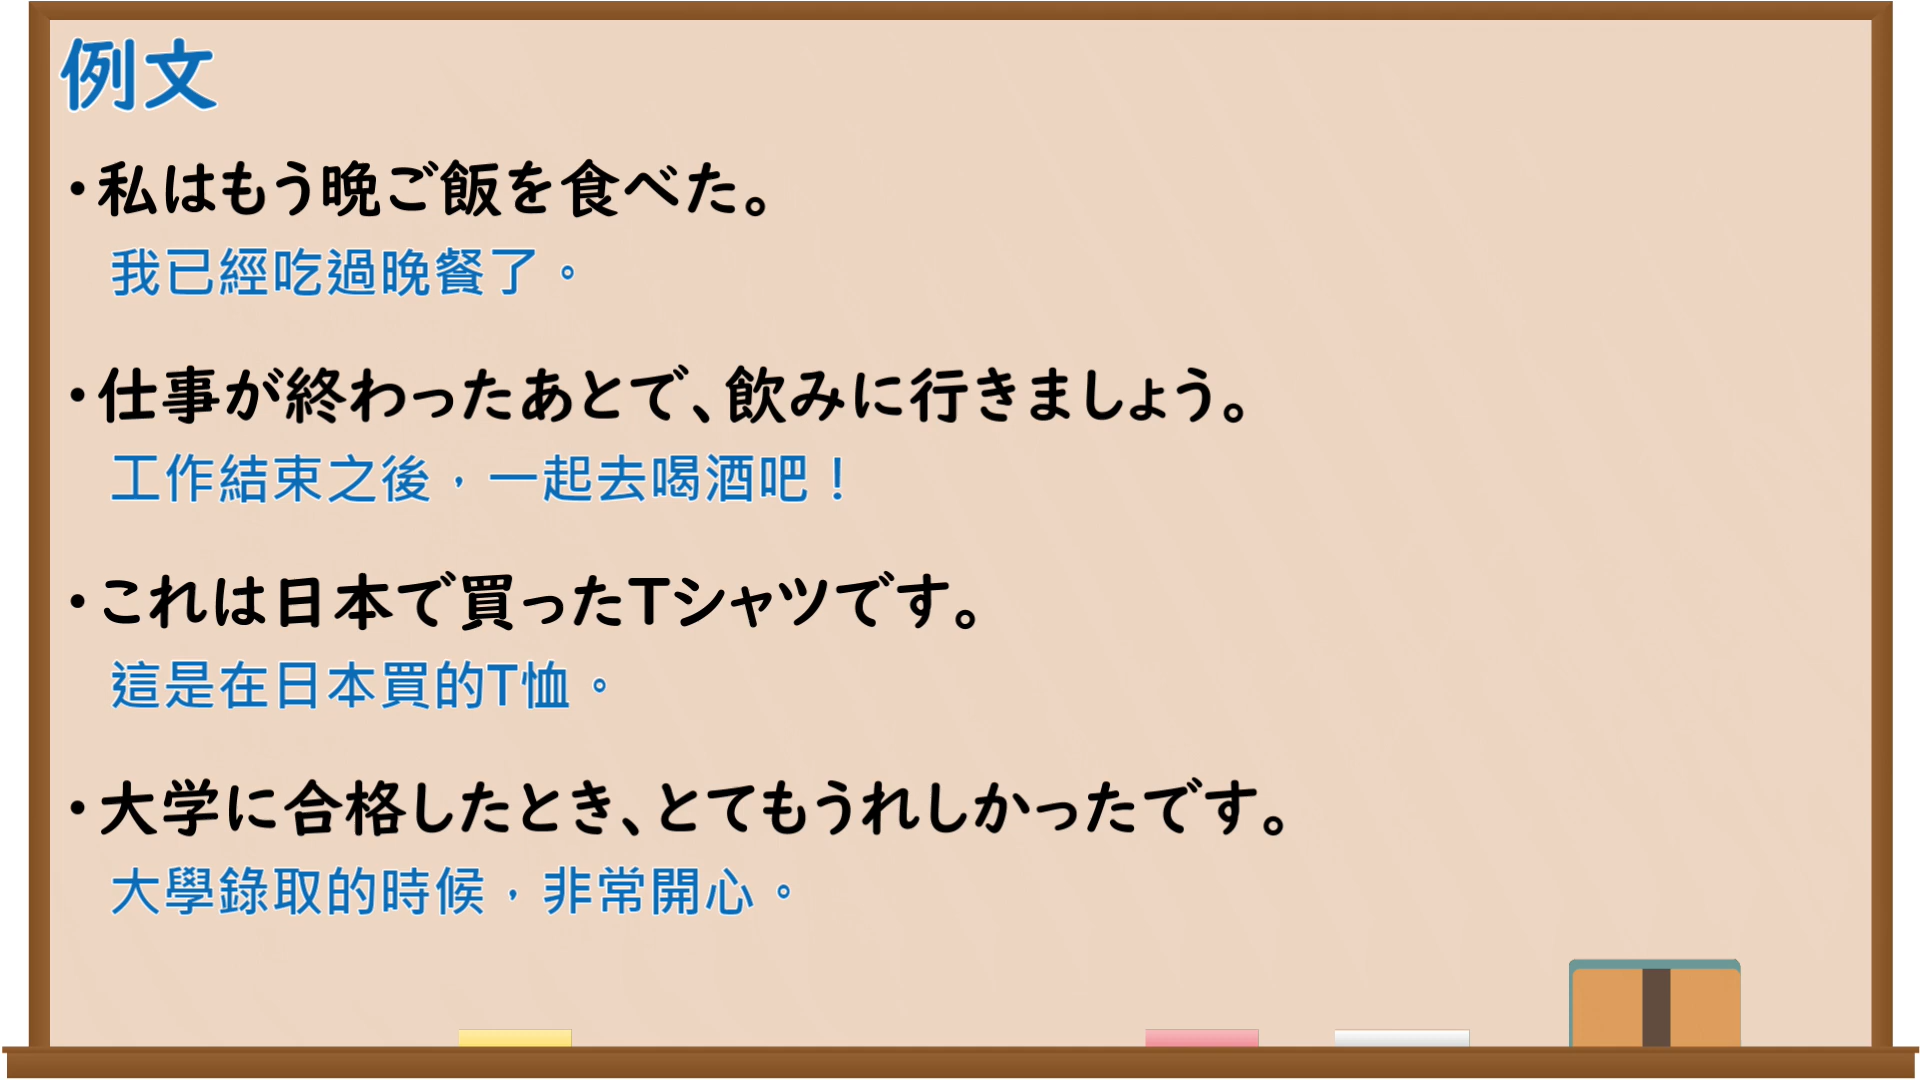 例文
・私はもう晩ご飯を食べた。
我已經吃過晚餐了。
・仕事が終わったあとで、飲みに行きましょう。
工作結束之後，一起去喝酒吧！
・これは日本で買ったTシャツです。
這是在日本買的T恤。
・大学に合格したとき、とてもうれしかったです。
大學錄取的時候，非常開心。